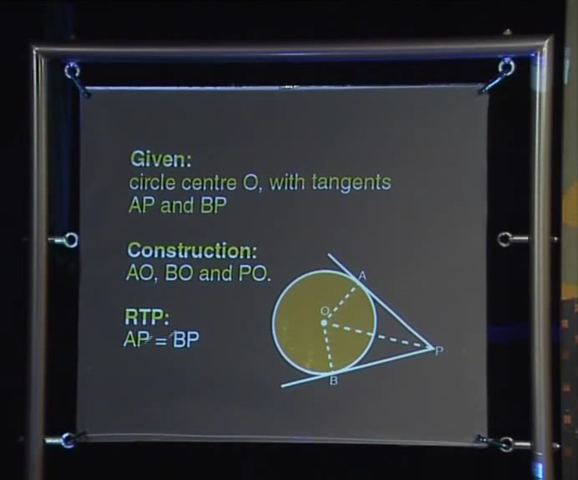 Given:
circle centre O, with tangents
AP and BP
Construction:
AO, BO and PO.
RTP:
AP = BP
A
O
P
B